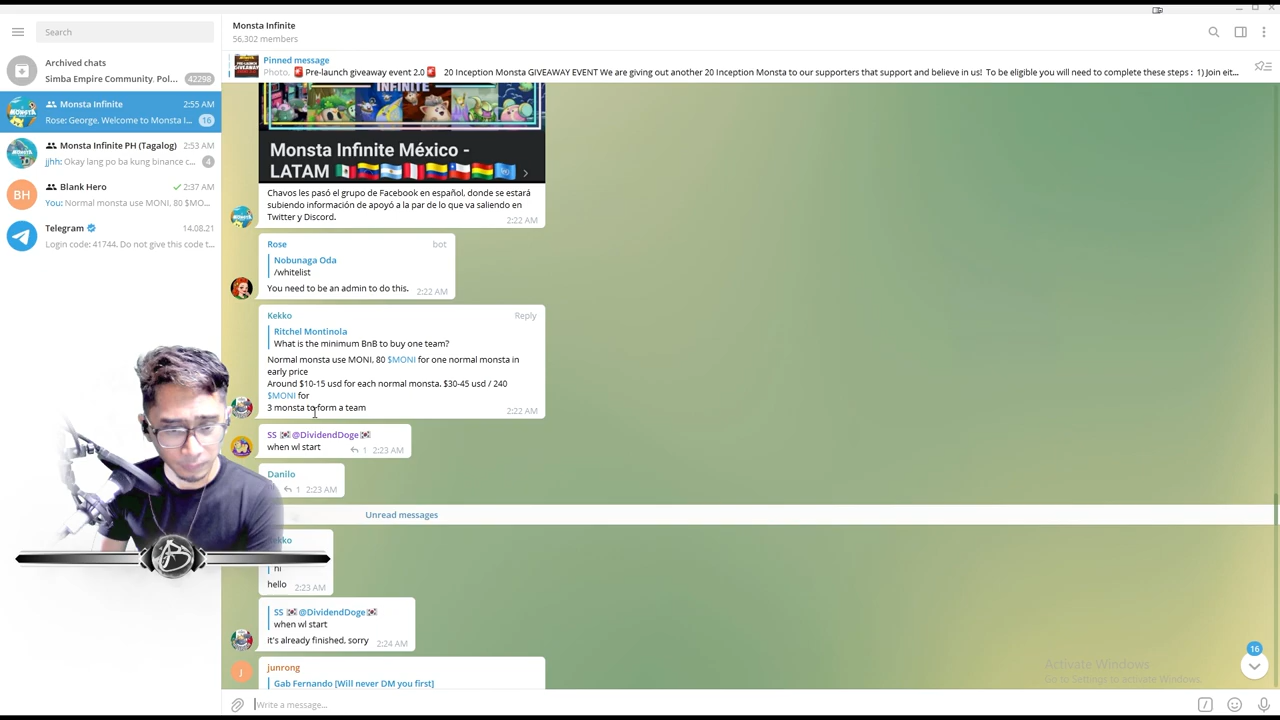 Search
Archived chats
Simba Empire Community, Pol...
42298
Monsta Infinite
2:55 AM
Rose: George, Welcome to Monsta I...
16
Monsta Infinite PH (Tagalog)
2:53 AM
jjhh: Okay lang po ba kung binance c...
4
BH
Blank Hero
2:37 AM
You: Normal monsta use MONI, 80 $MO...
Telegram
14.08.21
Login code: 41744. Do not give this code t...
Monsta Infinite
56,302 members
Pinned message
Photo, 🚨 Pre-launch giveaway event 2.0 🚨 20 Inception Monsta GIVEAWAY EVENT We are giving out another 20 Inception Monsta to our supporters that support and believe in us! To be eligible you will need to complete these steps : 1) Join eit...
INFINITE
Monsta Infinite México -
LATAM 🇲🇽🇻🇪🇦🇷🇵🇪🇨🇴🇨🇱🇧🇴
Chavos les pasó el grupo de Facebook en español, donde se estará
subiendo información de apoyó a la par de lo que va saliendo en
Twitter y Discord.
2:22 AM
Rose
bot
Nobunaga Oda
/whitelist
You need to be an admin to do this.
2:22 AM
Kekko
Reply
Ritchel Montinola
What is the minimum BnB to buy one team?
Normal monsta use MONI, 80 $MONI for one normal monsta in
early price
Around $10-15 usd for each normal monsta. $30-45 usd / 240
$MONI for
3 monsta to form a team
2:22 AM
SS 🇰🇷@DividendDoge🇰🇷
when wl start
1 2:23 AM
Danilo
1 2:23 AM
Unread messages
hi
hello
2:23 AM
SS 🇰🇷@DividendDoge🇰🇷
when wl start
it's already finished, sorry
2:24 AM
J
junrong
Gab Fernando [Will never DM you first]
16
Activate Windows
Go to Settings to activate Windows.
Write a message...